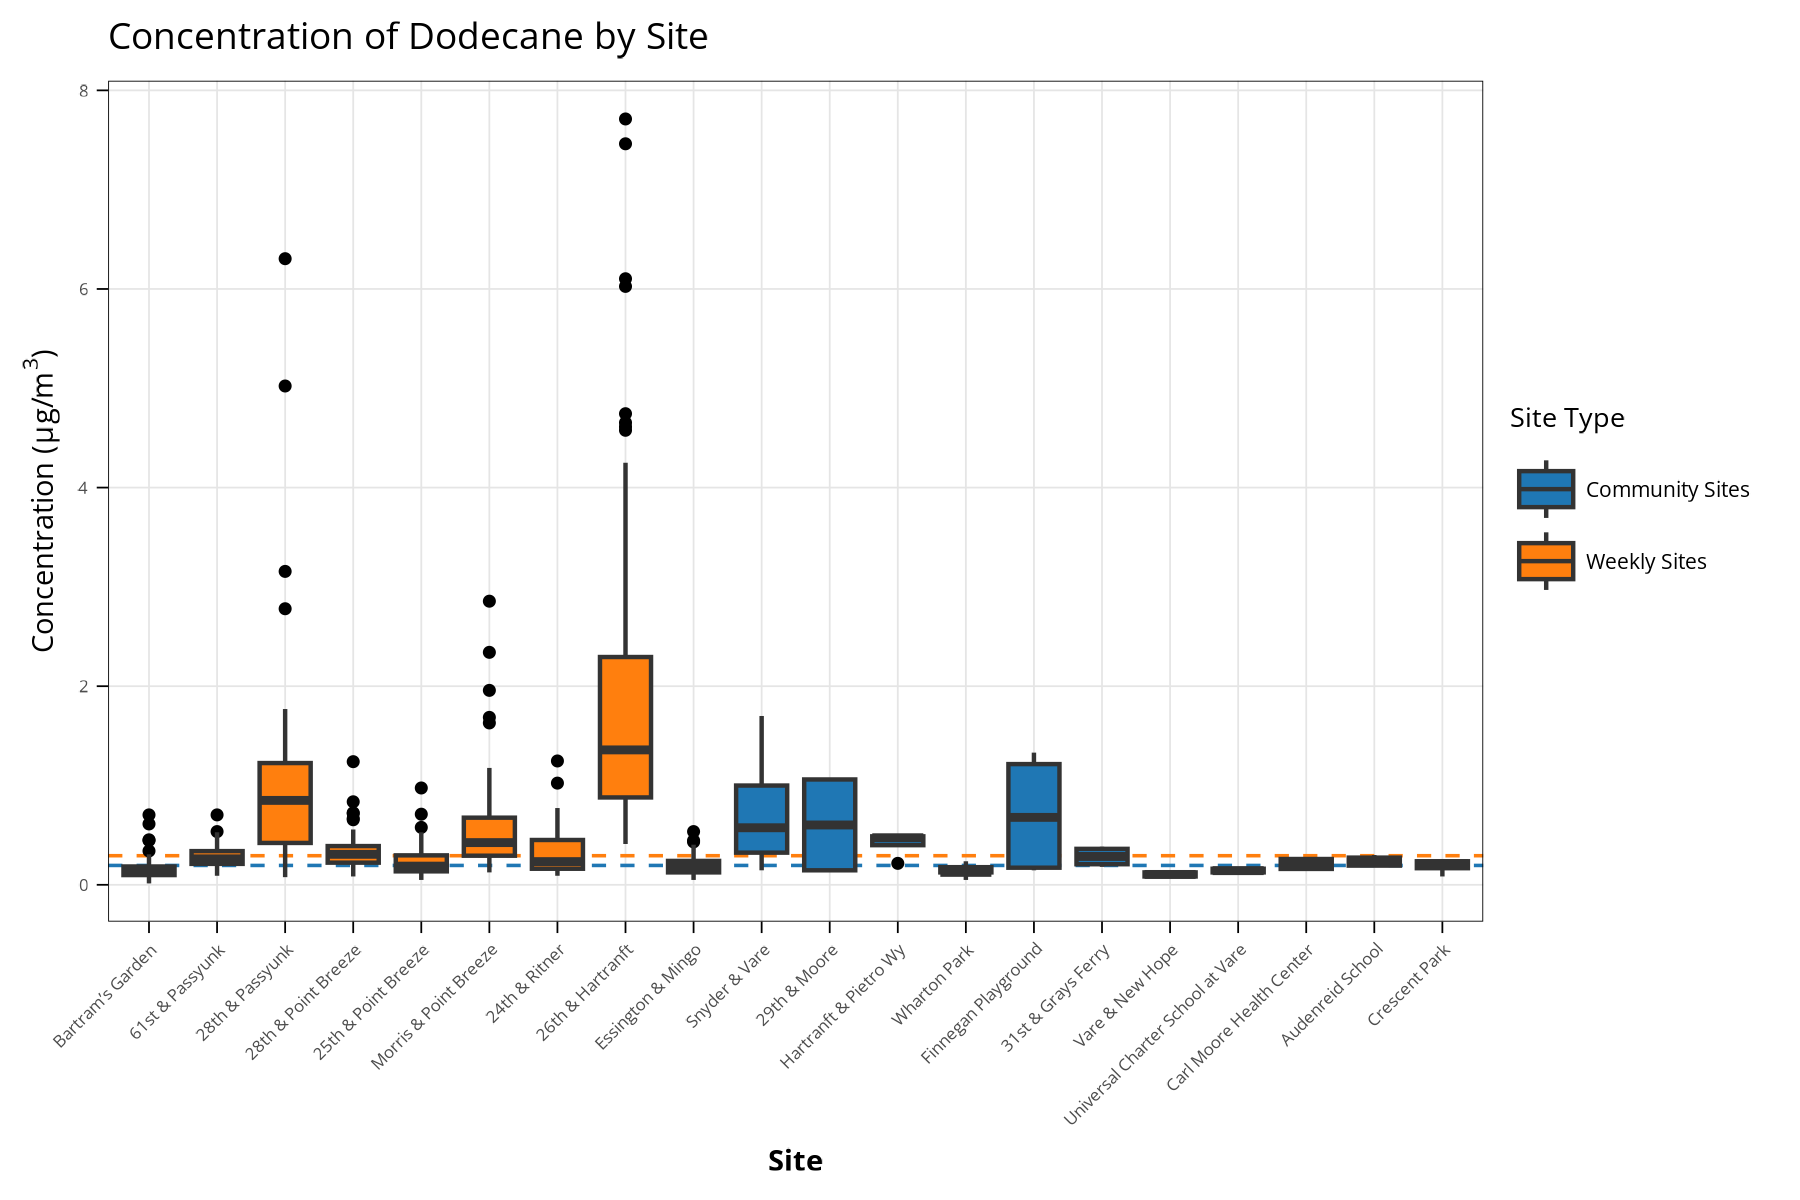 Concentration of Dodecane by Site
Concentration (µg/m³)
8
6
4
2
0
Site Type
Community Sites
Weekly Sites
Bartram's Garden
61st & Passyunk
28th & Passyunk
28th & Point Breeze
25th & Point Breeze
Morris & Point Breeze
24th & Ritner
26th & Hartranft
Essington & Mingo
Snyder & Vare
29th & Moore
Hartranft & Pietro Wy
Wharton Park
Finnegan Playground
31st & Grays Ferry
Vare & New Hope
Universal Charter School at Vare
Carl Moore Health Center
Audenreid School
Crescent Park
Site